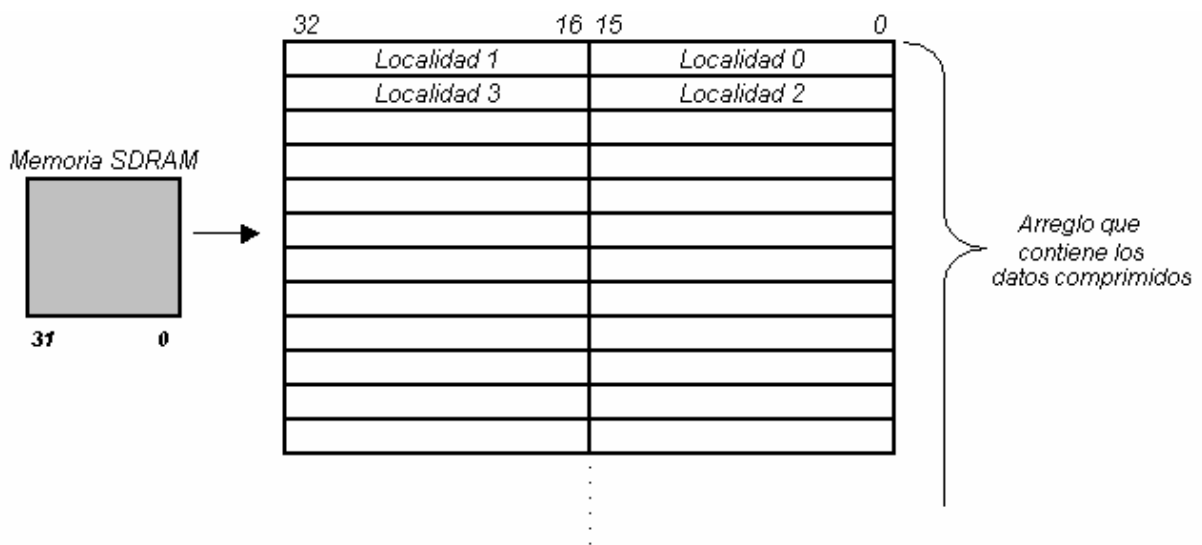 32 16 15 0
Localidad 1 Localidad 0
Localidad 3 Localidad 2
Memoria SDRAM
31 0
Arreglo que
contiene los
datos comprimidos